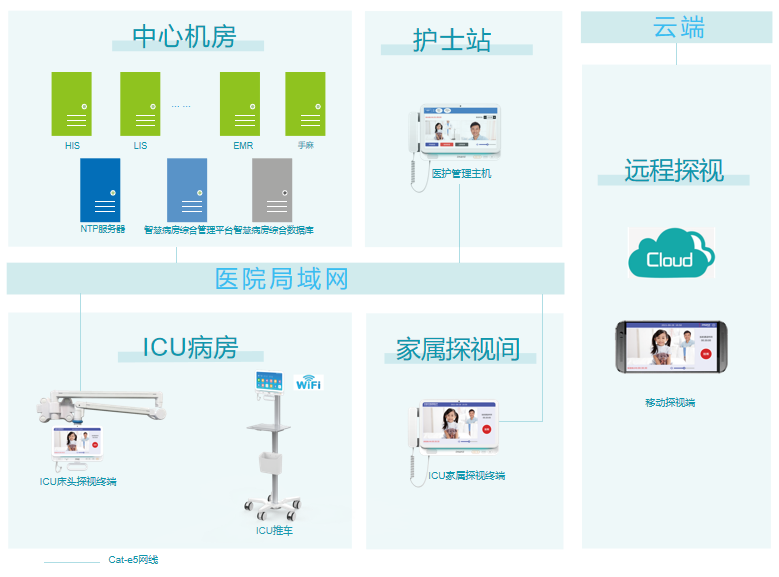 中心机房
HIS
LIS
... ...
EMR
手麻
NTP服务器
智慧病房综合管理平台
智慧病房综合数据库
护士站
医护管理主机
云端
远程探视
Cloud
移动探视端
医院局域网
ICU病房
WiFi
ICU床头探视终端
ICU推车
家属探视间
ICU家属探视终端
Cat-e5网线